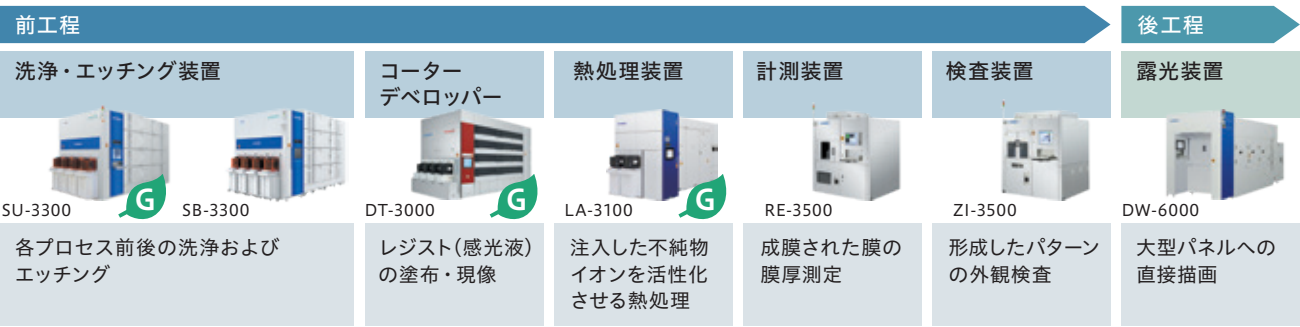 前工程
後工程
洗浄・エッチング装置
コーター
デベロッパー
熱処理装置
計測装置
検査装置
露光装置
SU-3300
G
SB-3300
DT-3000
G
LA-3100
G
RE-3500
ZI-3500
DW-6000
各プロセス前後の洗浄および
エッチング
レジスト(感光液)
の塗布・現像
注入した不純物
イオンを活性化
させる熱処理
成膜された膜の
膜厚測定
形成したパターン
の外観検査
大型パネルへの
直接描画